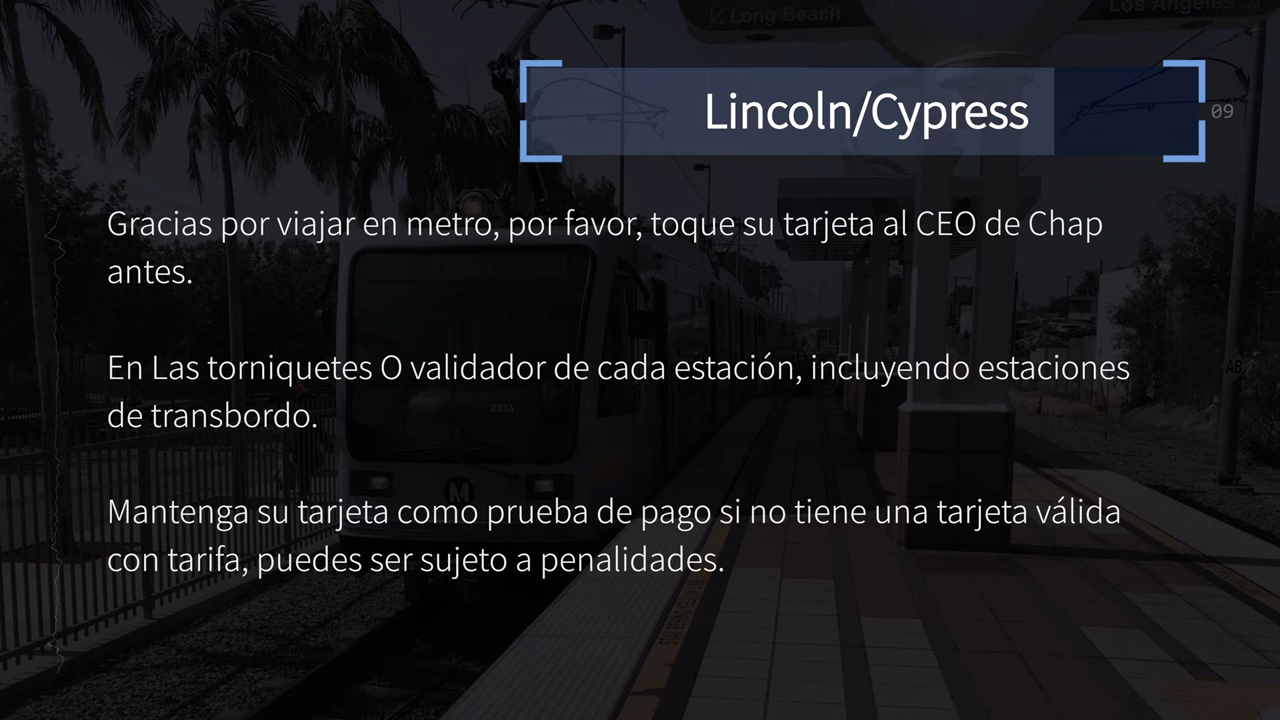 Long Beach
Los Angeles
Lincoln/Cypress
09
Gracias por viajar en metro, por favor, toque su tarjeta al CEO de Chap
antes.
En Las torniquetes O validador de cada estación, incluyendo estaciones
de transbordo.
Mantenga su tarjeta como prueba de pago si no tiene una tarjeta válida
con tarifa, puedes ser sujeto a penalidades.
M